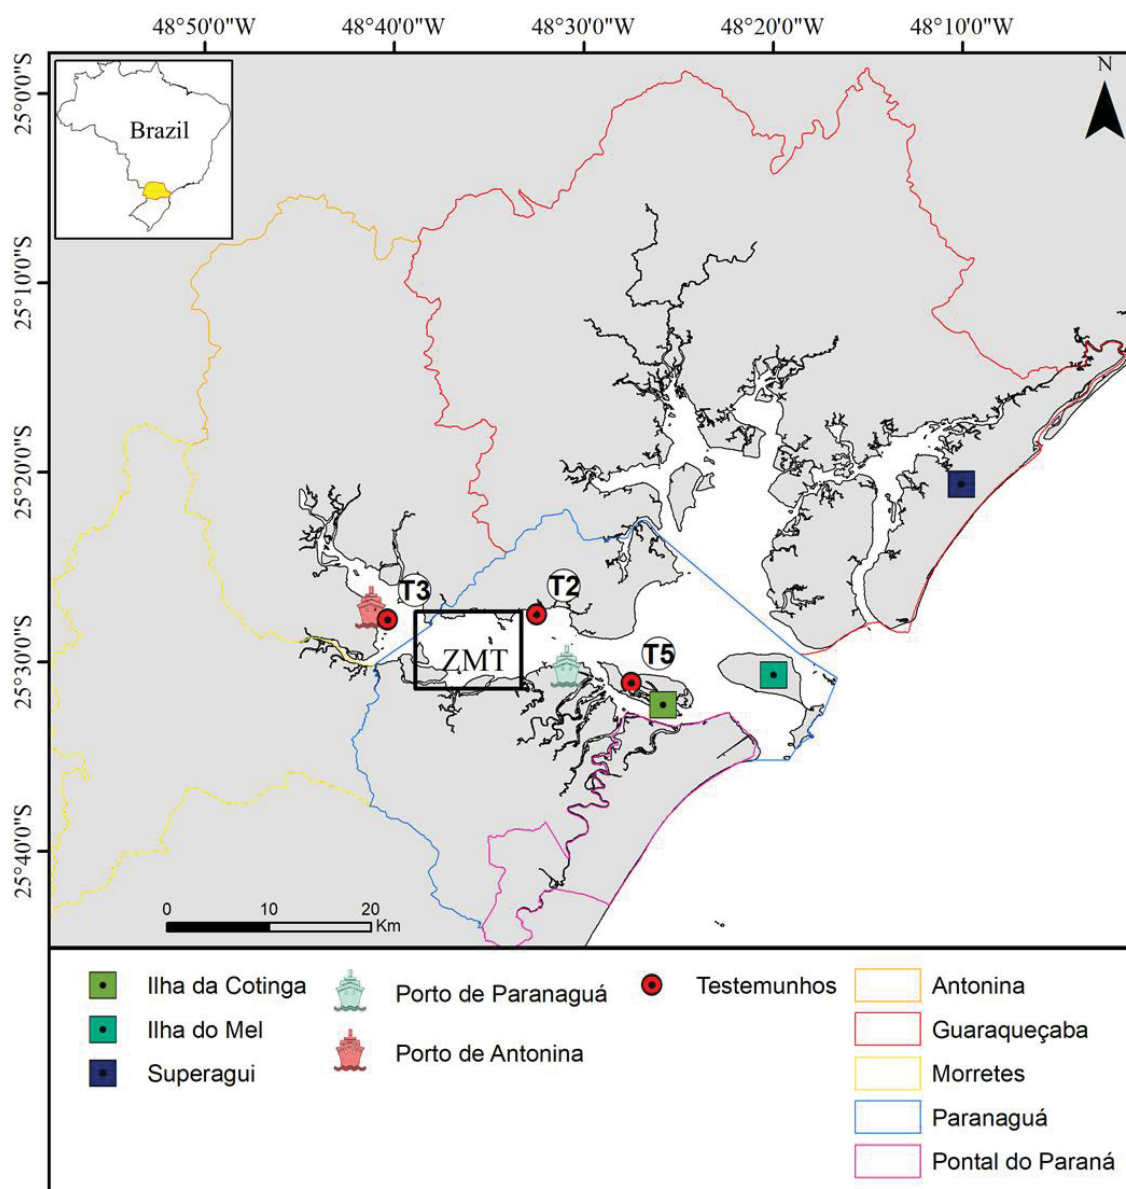 48°50'0"W
48°40'0"W
48°30'0"W
48°20'0"W
48°10'0"W
N
Brazil
25°0'0"S
25°10'0"S
25°20'0"S
25°30'0"S
25°40'0"S
T3
T2
ZMT
T5
0 10 20
Km
Ilha da Cotinga
Ilha do Mel
Superagui
Porto de Paranaguá
Porto de Antonina
Testemunhos
Antonina
Guaraqueçaba
Morretes
Paranaguá
Pontal do Paraná